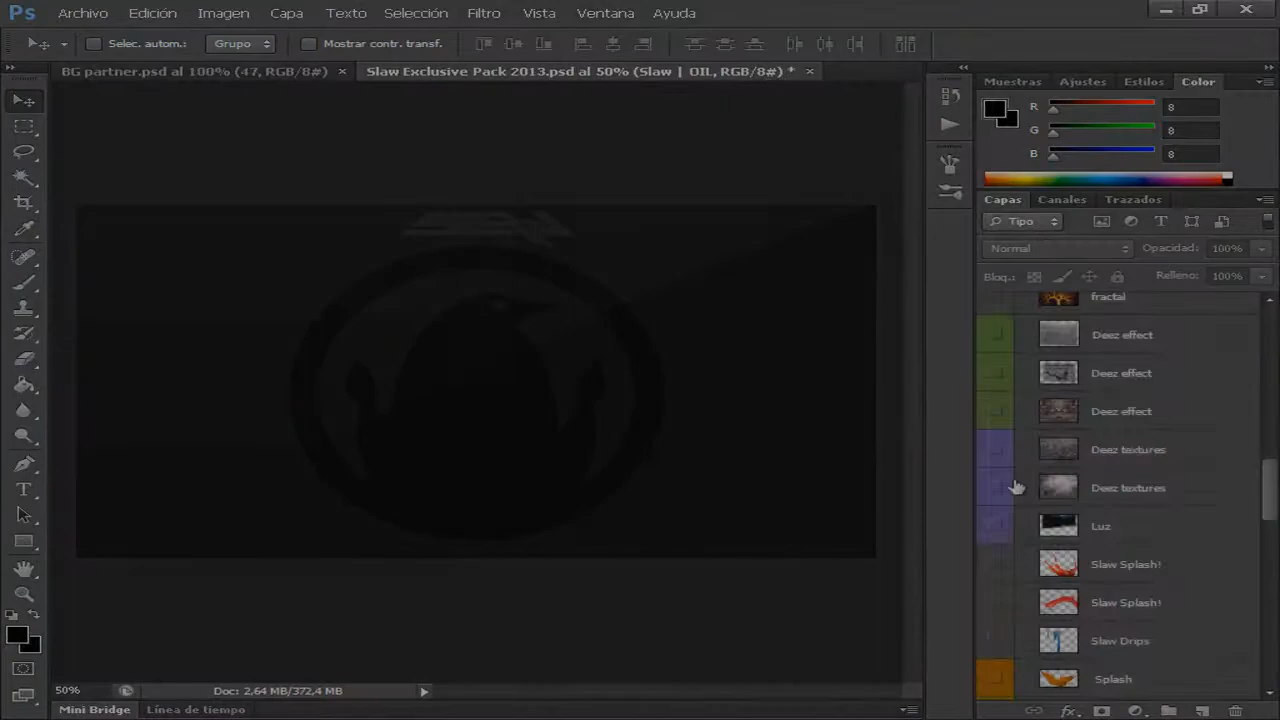 Ps Archivo Edición Imagen Capa Texto Selección Filtro Vista Ventana Ayuda
Selec. autom.: Grupo Mostrar contr. transf.
BG partner.psd al 100% (47, RGB/8#) × Slaw Exclusive Pack 2013.psd al 50% (Slaw | OIL, RGB/8#) * ×
Muestras Ajustes Estilos Color
R 8
G 8
B 8
Capas Canales Trazados
Tipo
Normal Opacidad: 100%
Bloq.: Relleno: 100%
fractal
Deez effect
Deez effect
Deez effect
Deez textures
Deez textures
Luz
Slaw Splash!
Slaw Splash!
Slaw Drips
Splash
50% Doc: 2,64 MB/372,4 MB
Mini Bridge Línea de tiempo